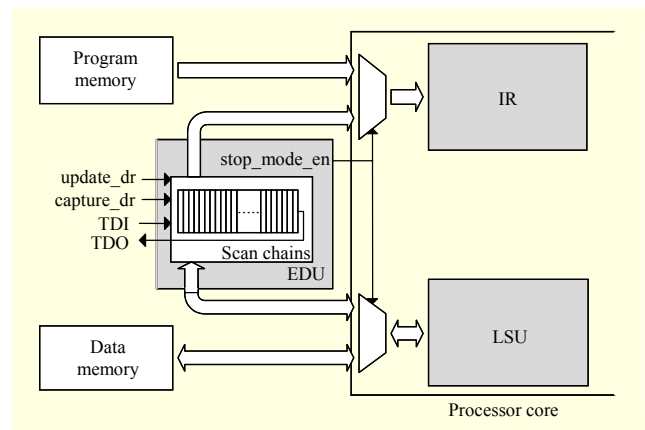 Program
memory
IR
stop_mode_en
update_dr
capture_dr
TDI
TDO
Scan chains
EDU
Data
memory
LSU
Processor core